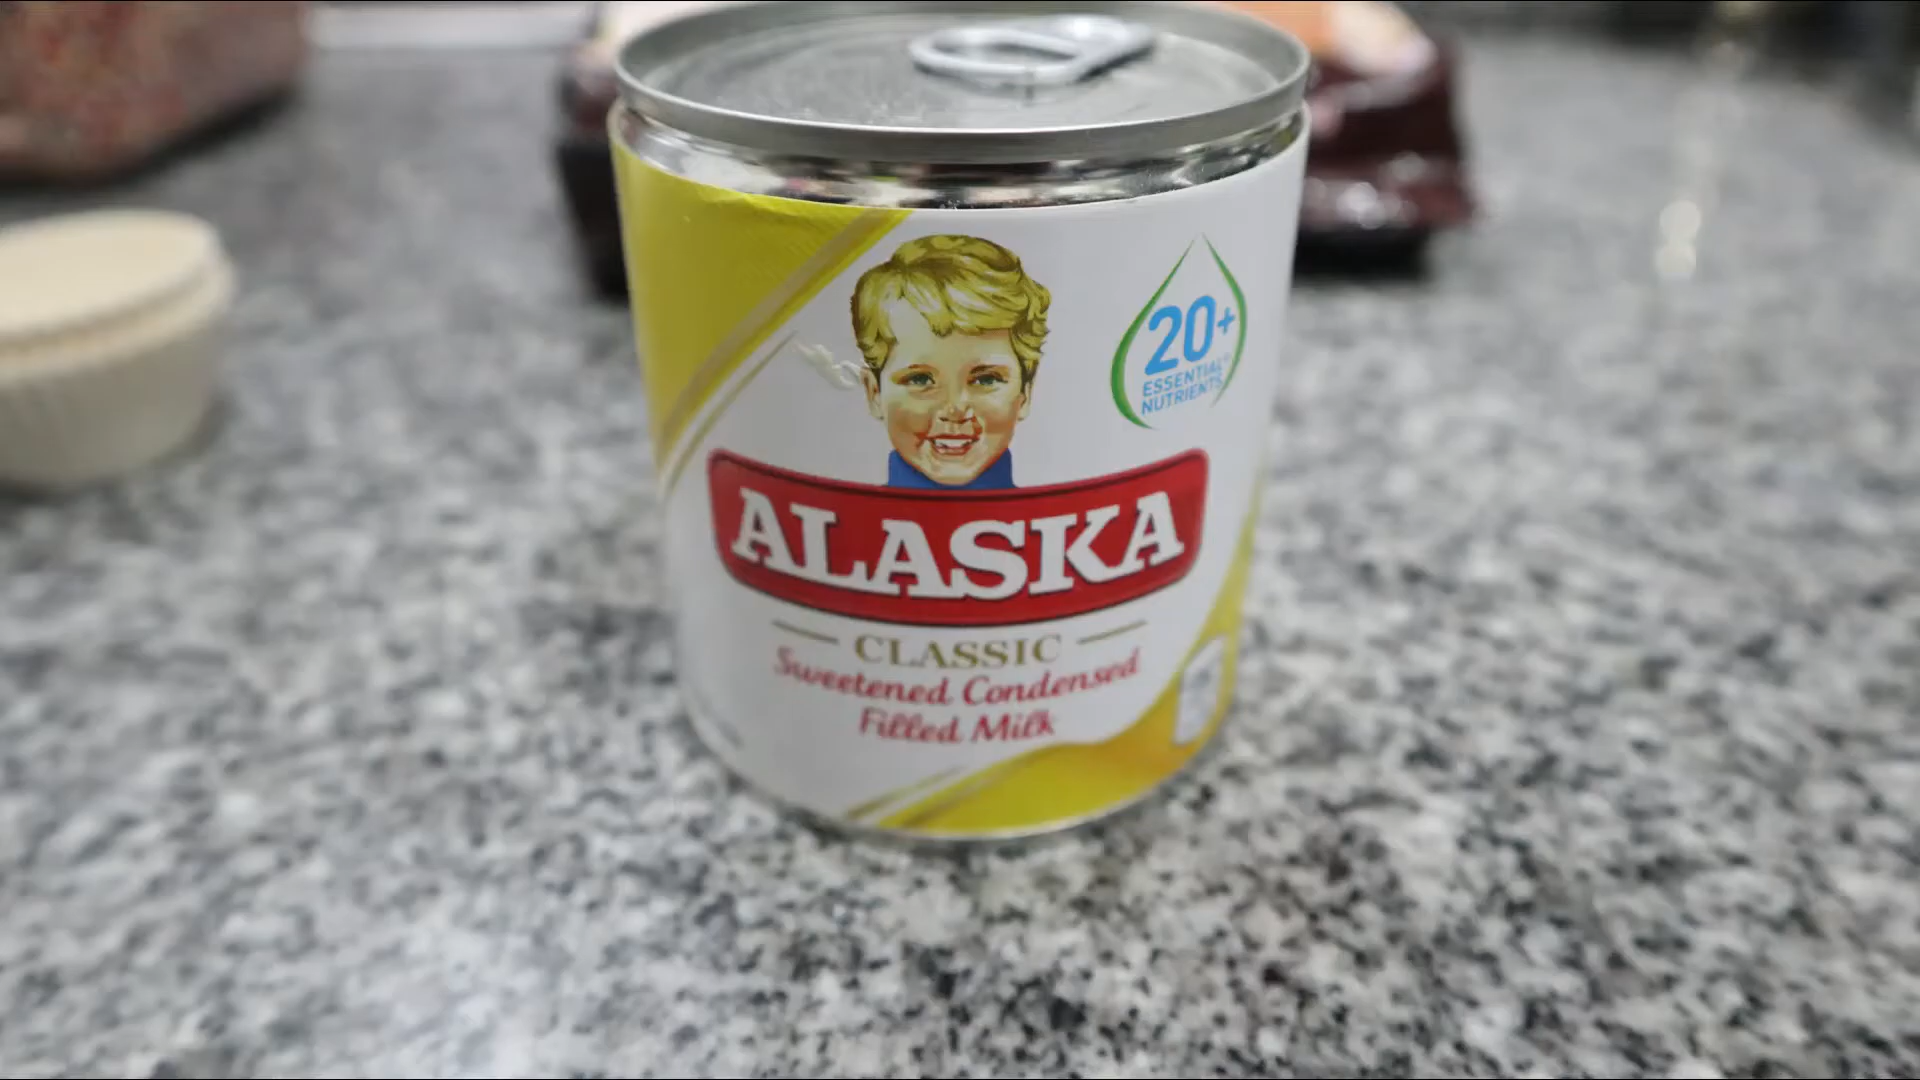 20+
ESSENTIAL
NUTRIENTS
ALASKA
CLASSIC
Sweetened Condensed
Filled Milk